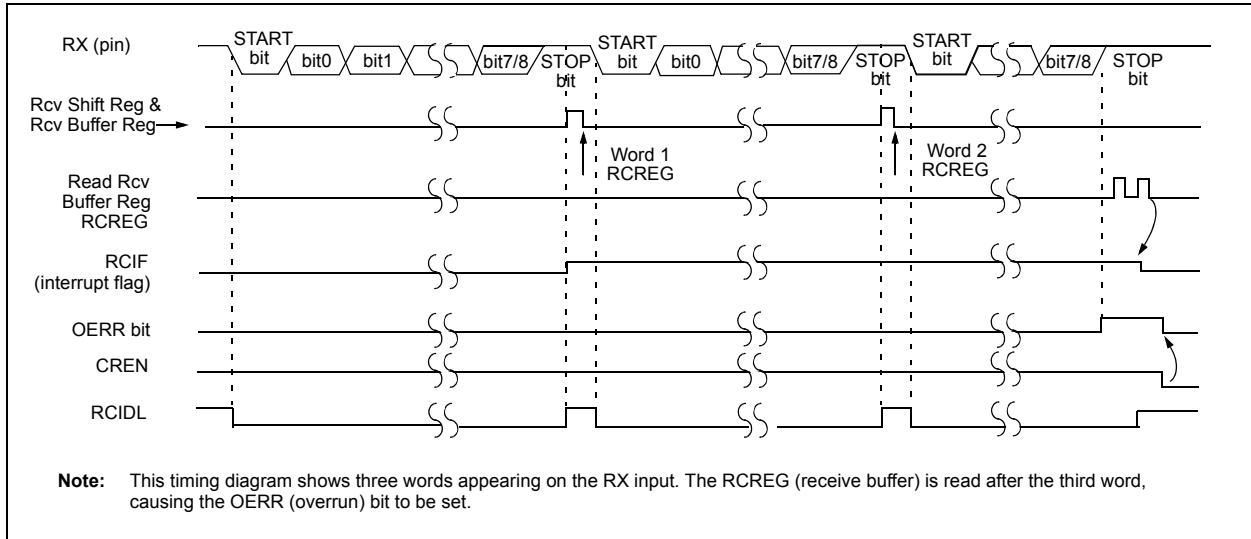 RX (pin)
START
bit
bit0
bit1
bit7/8
STOP
bit
START
bit
bit0
bit7/8
STOP
bit
START
bit
bit7/8
STOP
bit
Rcv Shift Reg &
Rcv Buffer Reg
Word 1
RCREG
Word 2
RCREG
Read Rcv
Buffer Reg
RCREG
RCIF
(interrupt flag)
OERR bit
CREN
RCIDL
Note: This timing diagram shows three words appearing on the RX input. The RCREG (receive buffer) is read after the third word,
causing the OERR (overrun) bit to be set.